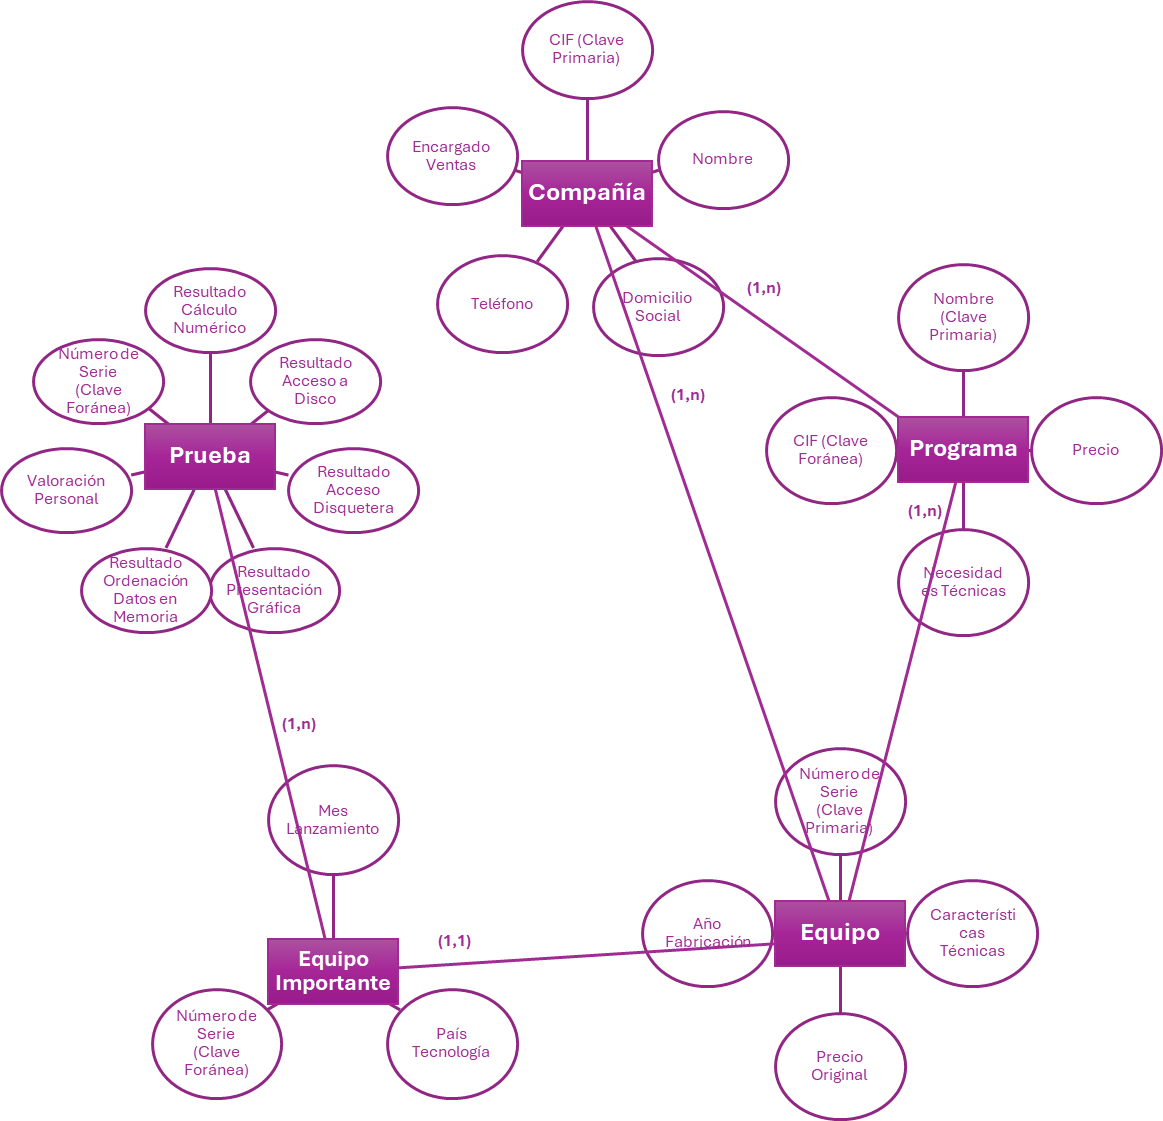 CIF (Clave
Primaria)
Encargado
Ventas
Nombre
Compañía
Teléfono
Domicilio
Social
(1,n)
(1,n)
Resultado
Cálculo
Numérico
Número de
Serie
(Clave
Foránea)
Resultado
Acceso a
Disco
Prueba
Valoración
Personal
Resultado
Acceso
Disquetera
Resultado
Ordenación
Datos en
Memoria
Resultado
Presentación
Gráfica
Nombre
(Clave
Primaria)
CIF (Clave
Foránea)
Programa
Precio
(1,n)
Necesidad
es Técnicas
(1,n)
Mes
Lanzamiento
Número de
Serie
(Clave
Primaria)
(1,1)
Equipo
Importante
Número de
Serie
(Clave
Foránea)
País
Tecnología
Año
Fabricación
Equipo
Característi
cas
Técnicas
Precio
Original